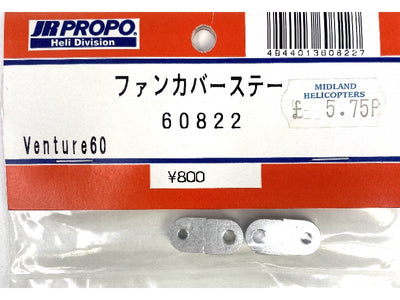 JR PROPO
Heli Division
4944013608227
ファンカバーステー
60822
MIDLAND
HELICOPTERS
£ 5.75P
Venture60
¥800